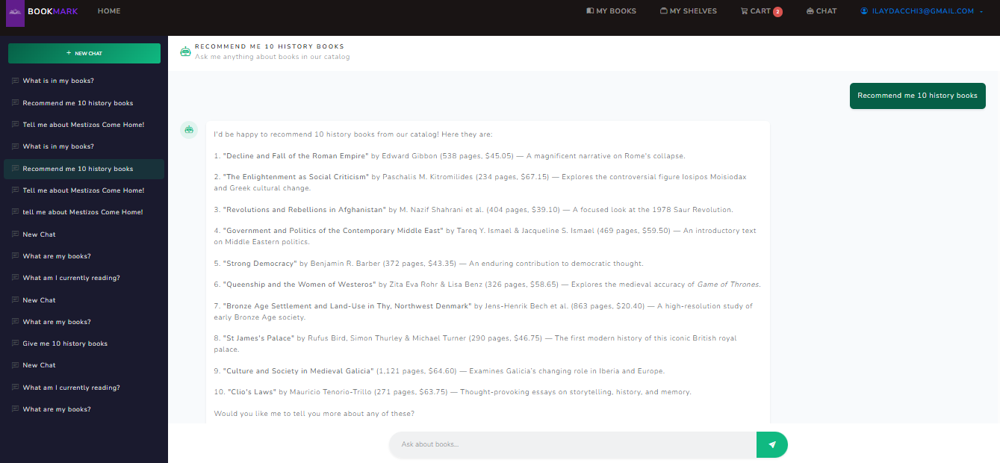 BOOKMARK
HOME
MY BOOKS
MY SHELVES
CART 2
CHAT
ILAYDACCHI3@GMAIL.COM
+ NEW CHAT
What is in my books?
Recommend me 10 history books
Tell me about Mestizos Come Home!
What is in my books?
Recommend me 10 history books
Tell me about Mestizos Come Home!
tell me about Mestizos Come Home!
New Chat
What are my books?
What am I currently reading?
New Chat
What are my books?
Give me 10 history books
New Chat
What am I currently reading?
What are my books?
RECOMMEND ME 10 HISTORY BOOKS
Ask me anything about books in our catalog
Recommend me 10 history books
I'd be happy to recommend 10 history books from our catalog! Here they are:
1. "Decline and Fall of the Roman Empire" by Edward Gibbon (538 pages, $45.05) — A magnificent narrative on Rome's collapse.
2. "The Enlightenment as Social Criticism" by Paschalis M. Kitromilides (234 pages, $67.15) — Explores the controversial figure Iosipos Moisiodax
and Greek cultural change.
3. "Revolutions and Rebellions in Afghanistan" by M. Nazif Shahrani et al. (404 pages, $39.10) — A focused look at the 1978 Saur Revolution.
4. "Government and Politics of the Contemporary Middle East" by Tareq Y. Ismael & Jacqueline S. Ismael (469 pages, $59.50) — An introductory text
on Middle Eastern politics.
5. "Strong Democracy" by Benjamin R. Barber (372 pages, $43.35) — An enduring contribution to democratic thought.
6. "Queenship and the Women of Westeros" by Zita Eva Rohr & Lisa Benz (326 pages, $58.65) — Explores the medieval accuracy of Game of Thrones.
7. "Bronze Age Settlement and Land-Use in Thy, Northwest Denmark" by Jens-Henrik Bech et al. (863 pages, $20.40) — A high-resolution study of
early Bronze Age society.
8. "St James's Palace" by Rufus Bird, Simon Thurley & Michael Turner (290 pages, $46.75) — The first modern history of this iconic British royal
palace.
9. "Culture and Society in Medieval Galicia" (1,121 pages, $64.60) — Examines Galicia's changing role in Iberia and Europe.
10. "Clio's Laws" by Mauricio Tenorio-Trillo (271 pages, $63.75) — Thought-provoking essays on storytelling, history, and memory.
Would you like me to tell you more about any of these?
Ask about books...